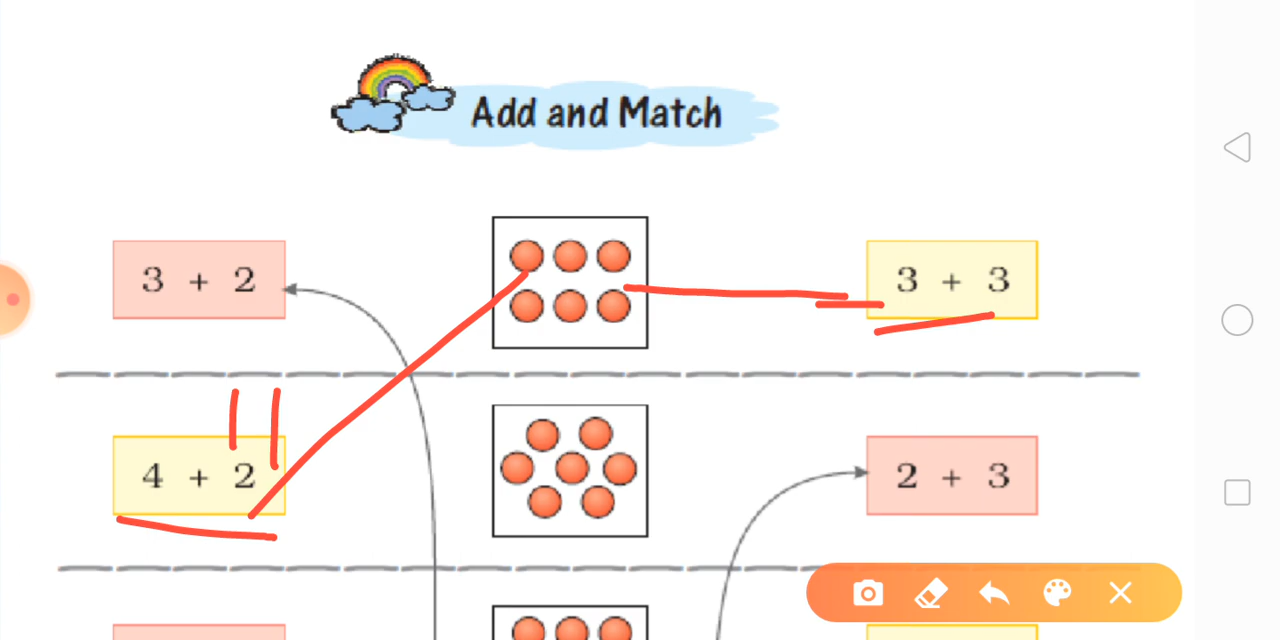 Add and Match
3 + 2
3 + 3
4 + 2
2 + 3